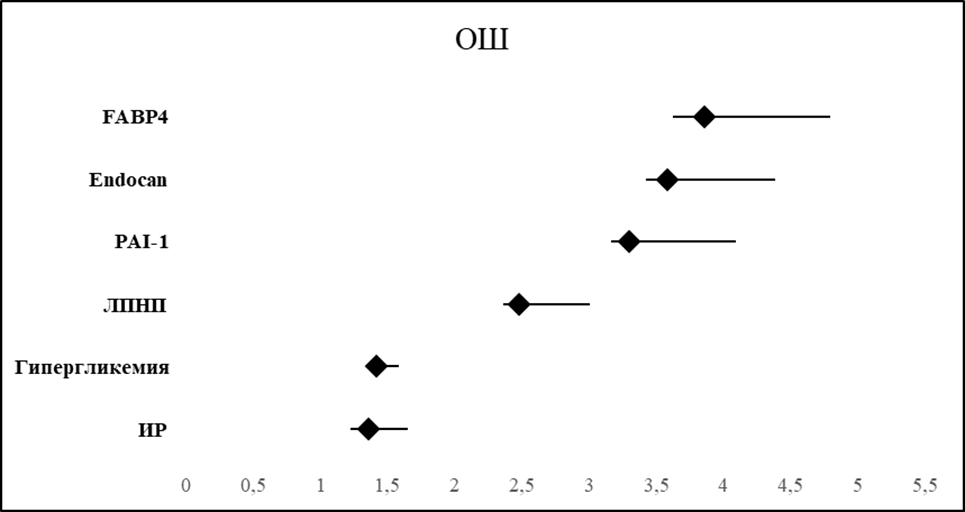 ОШ
FABP4
Endocan
PAI-1
ЛПНП
Гипергликемия
ИР
0 0,5 1 1,5 2 2,5 3 3,5 4 4,5 5 5,5